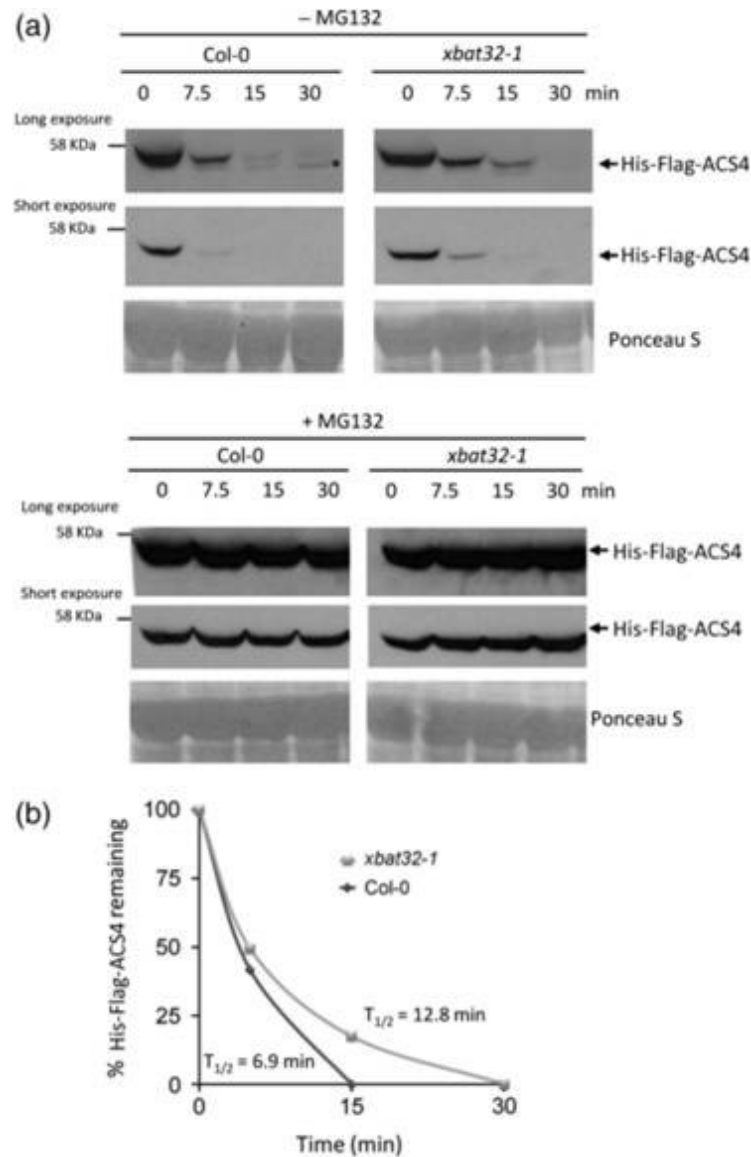 (a)
– MG132
Col-0 xbat32-1
0 7.5 15 30 0 7.5 15 30 min
Long exposure
58 KDa
His-Flag-ACS4
Short exposure
58 KDa
His-Flag-ACS4
Ponceau S
+ MG132
Col-0 xbat32-1
0 7.5 15 30 0 7.5 15 30 min
Long exposure
58 KDa
His-Flag-ACS4
Short exposure
58 KDa
His-Flag-ACS4
Ponceau S
(b)
% His-Flag-ACS4 remaining
100
75
50
25
0
xbat32-1
Col-0
T1/2 = 12.8 min
T1/2 = 6.9 min
0 15 30
Time (min)